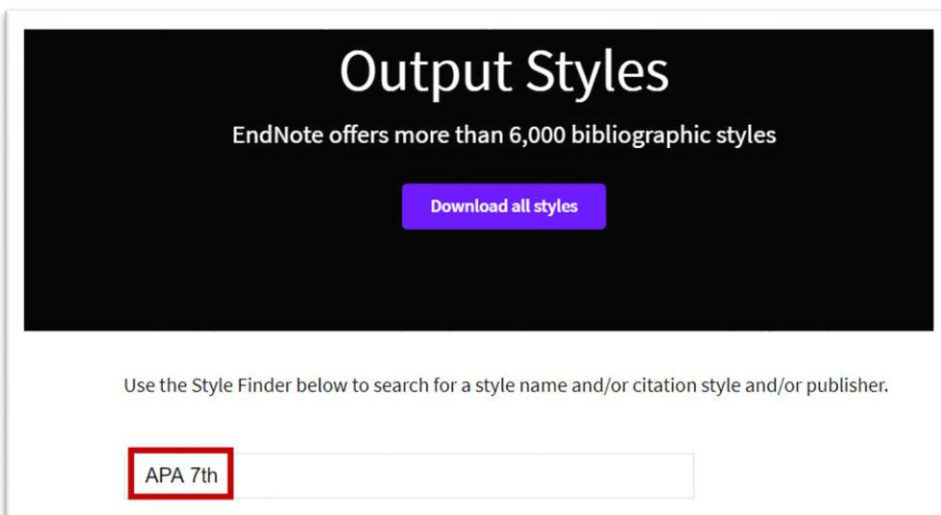 Output Styles
EndNote offers more than 6,000 bibliographic styles
Download all styles
Use the Style Finder below to search for a style name and/or citation style and/or publisher.
APA 7th